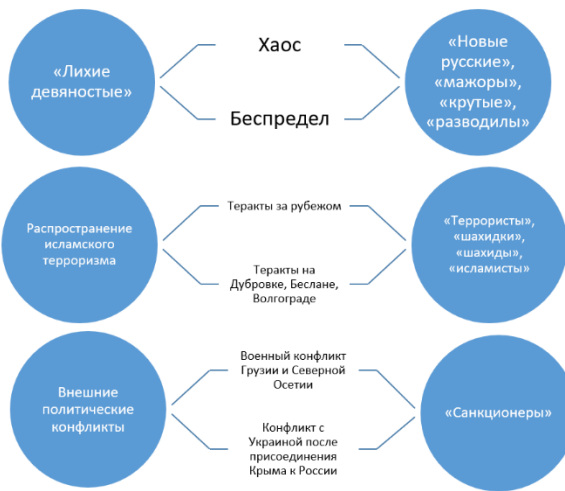 «Лихие
девяностые»
Хаос
Беспредел
«Новые
русские»,
«мажоры»,
«крутые»,
«разводилы»
Распространение
исламского
терроризма
Теракты за рубежом
Теракты на
Дубровке, Беслане,
Волгограде
«Террористы»,
«шахидки»,
«шахиды»,
«исламисты»
Внешние
политические
конфликты
Военный конфликт
Грузии и Северной
Осетии
Конфликт с
Украиной после
присоединения
Крыма к России
«Санкционеры»